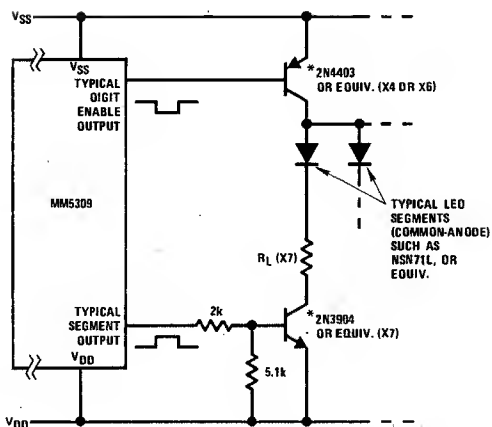 VSS
VSS
TYPICAL
DIGIT
ENABLE
OUTPUT
*2N4403
OR EQUIV. (X4 OR X6)
MM5309
TYPICAL LED
SEGMENTS
(COMMON-ANODE)
SUCH AS
NSN71L, OR
EQUIV.
RL (X7)
TYPICAL
SEGMENT
OUTPUT
2k
*2N3904
OR EQUIV. (X7)
VDD
5.1k
VDD